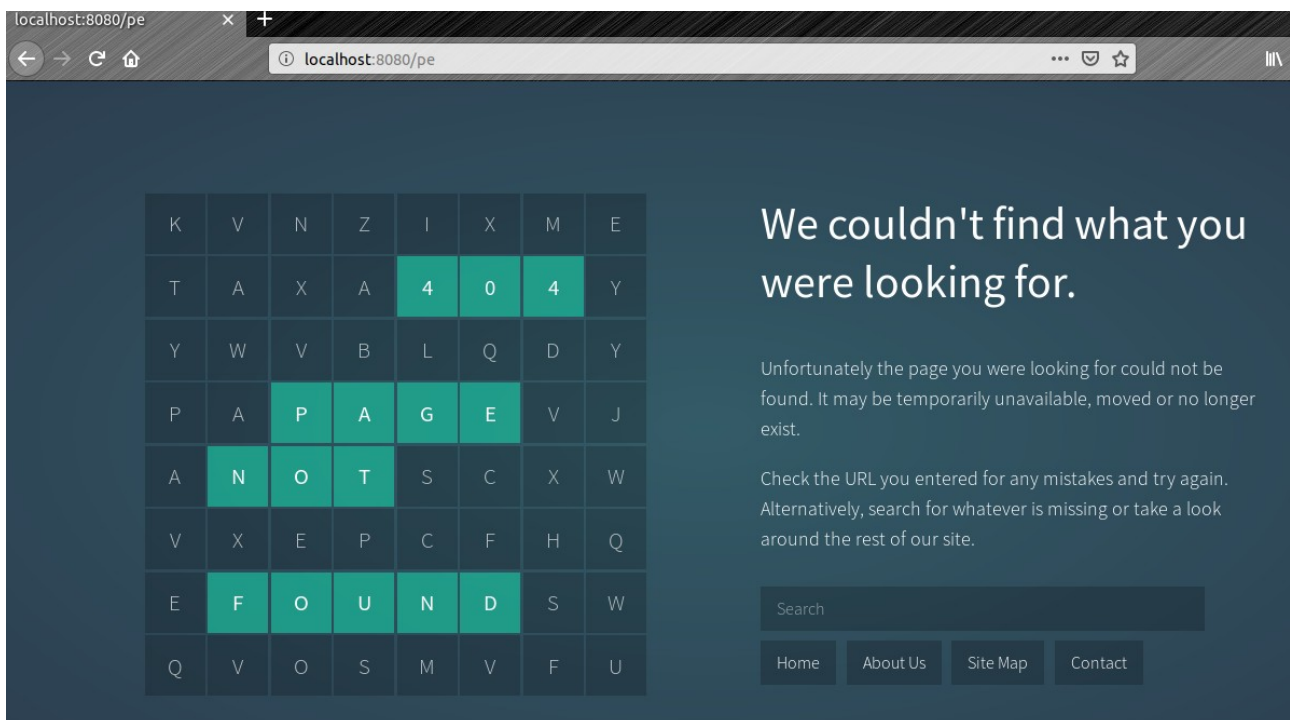 localhost:8080/pe × +
localhost:8080/pe
K V N Z I X M E
T A X A 4 0 4 Y
Y W V B L Q D Y
P A P A G E V J
A N O T S C X W
V X E P C F H Q
E F O U N D S W
Q V O S M V F U
We couldn't find what you
were looking for.
Unfortunately the page you were looking for could not be
found. It may be temporarily unavailable, moved or no longer
exist.
Check the URL you entered for any mistakes and try again.
Alternatively, search for whatever is missing or take a look
around the rest of our site.
Search
Home About Us Site Map Contact